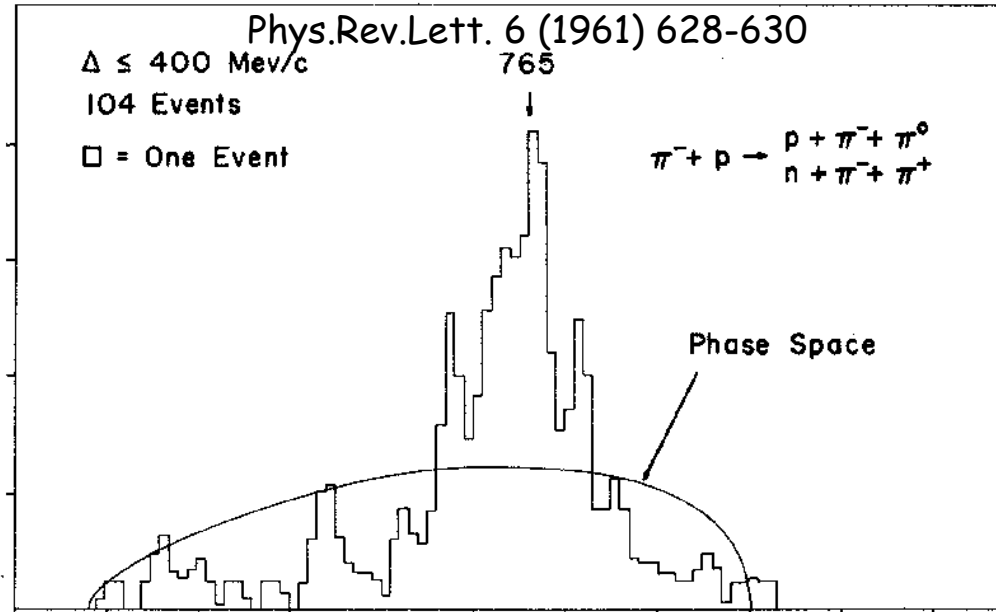 Phys.Rev.Lett. 6 (1961) 628-630
Δ ≤ 400 Mev/c
765
104 Events
□ = One Event
π⁻+ p → p + π⁻+ π⁰
n + π⁻+ π⁺
Phase Space